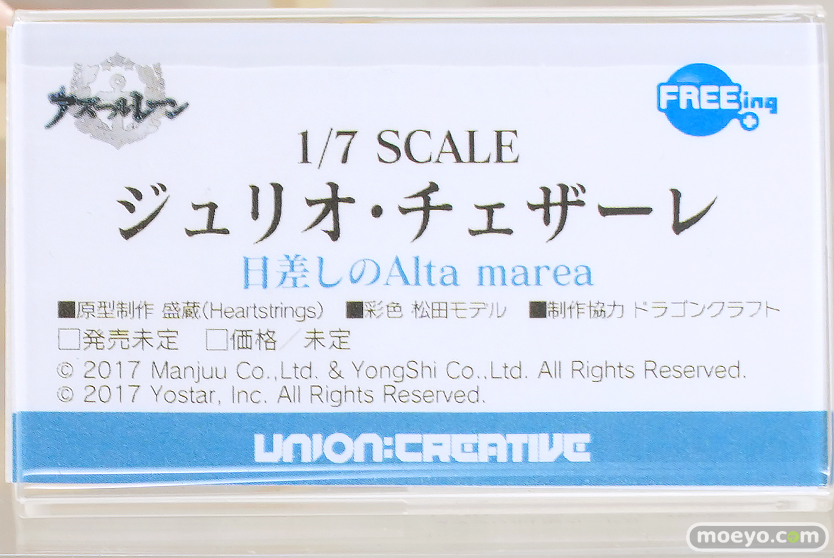 アズールレーン
FREEing
1/7 SCALE
ジュリオ・チェザーレ
日差しのAlta marea
■原型制作 盛蔵(Heartstrings) ■彩色 松田モデル ■制作協力 ドラゴンクラフト
□発売未定 □価格／未定
© 2017 Manjuu Co.,Ltd. & YongShi Co.,Ltd. All Rights Reserved.
© 2017 Yostar, Inc. All Rights Reserved.
UNION:CREATIVE
moeyo.com